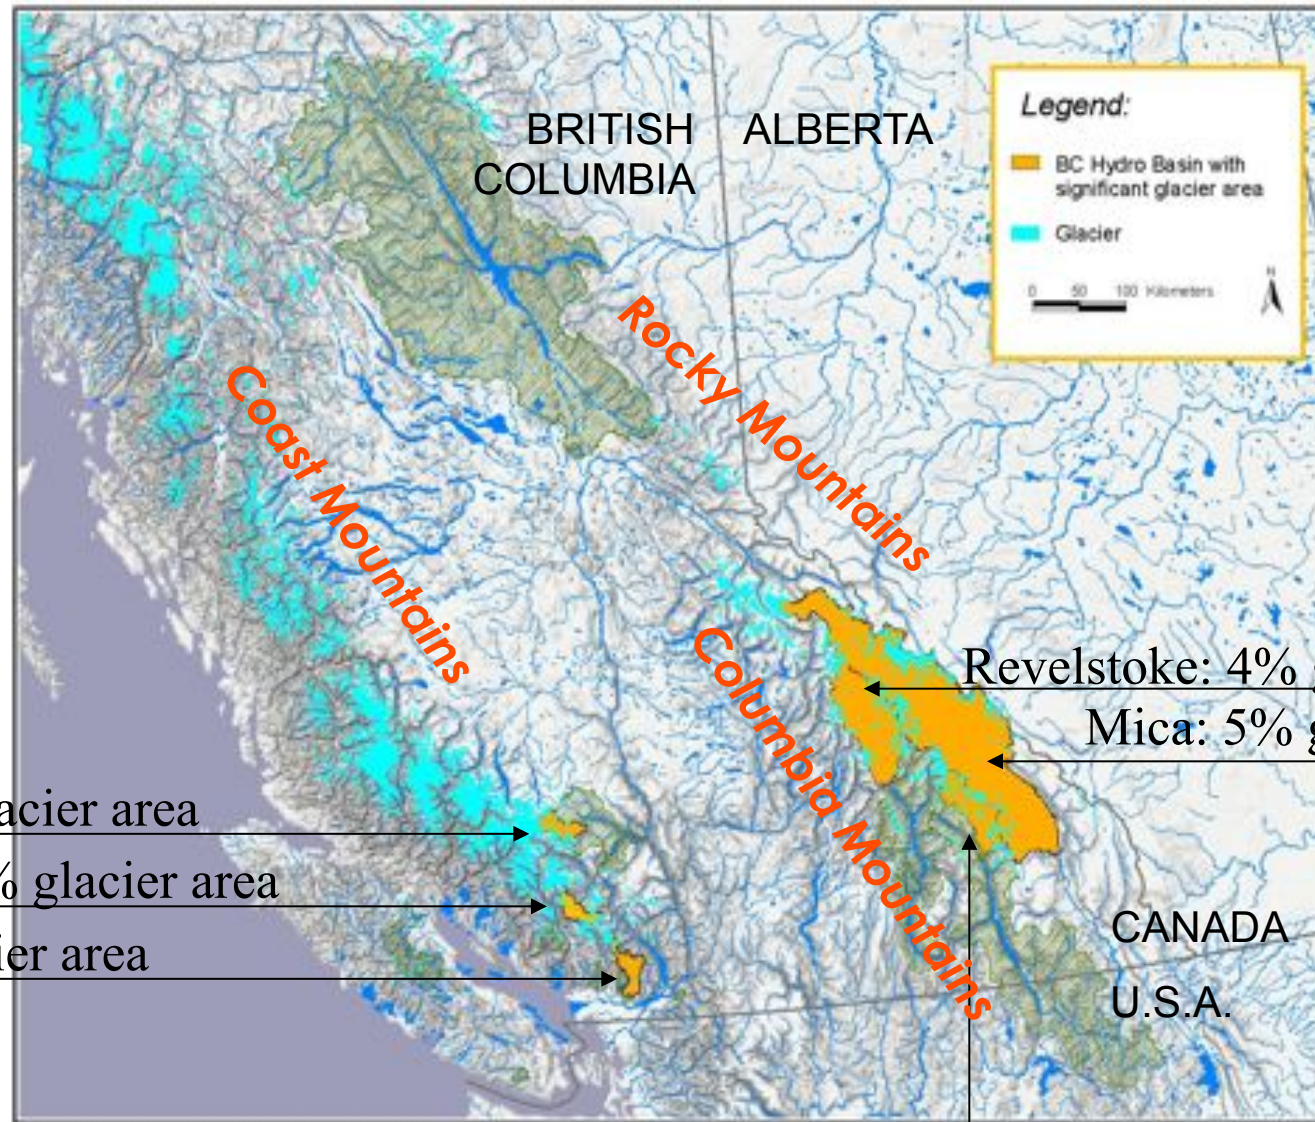 BRITISH ALBERTA
COLUMBIA
Legend:
BC Hydro Basin with
significant glacier area
Glacier
0 50 100 Kilometers
N
Rocky Mountains
Coast Mountains
Columbia Mountains
Revelstoke: 4%
Mica: 5% g
acier area
% glacier area
ier area
CANADA
U.S.A.